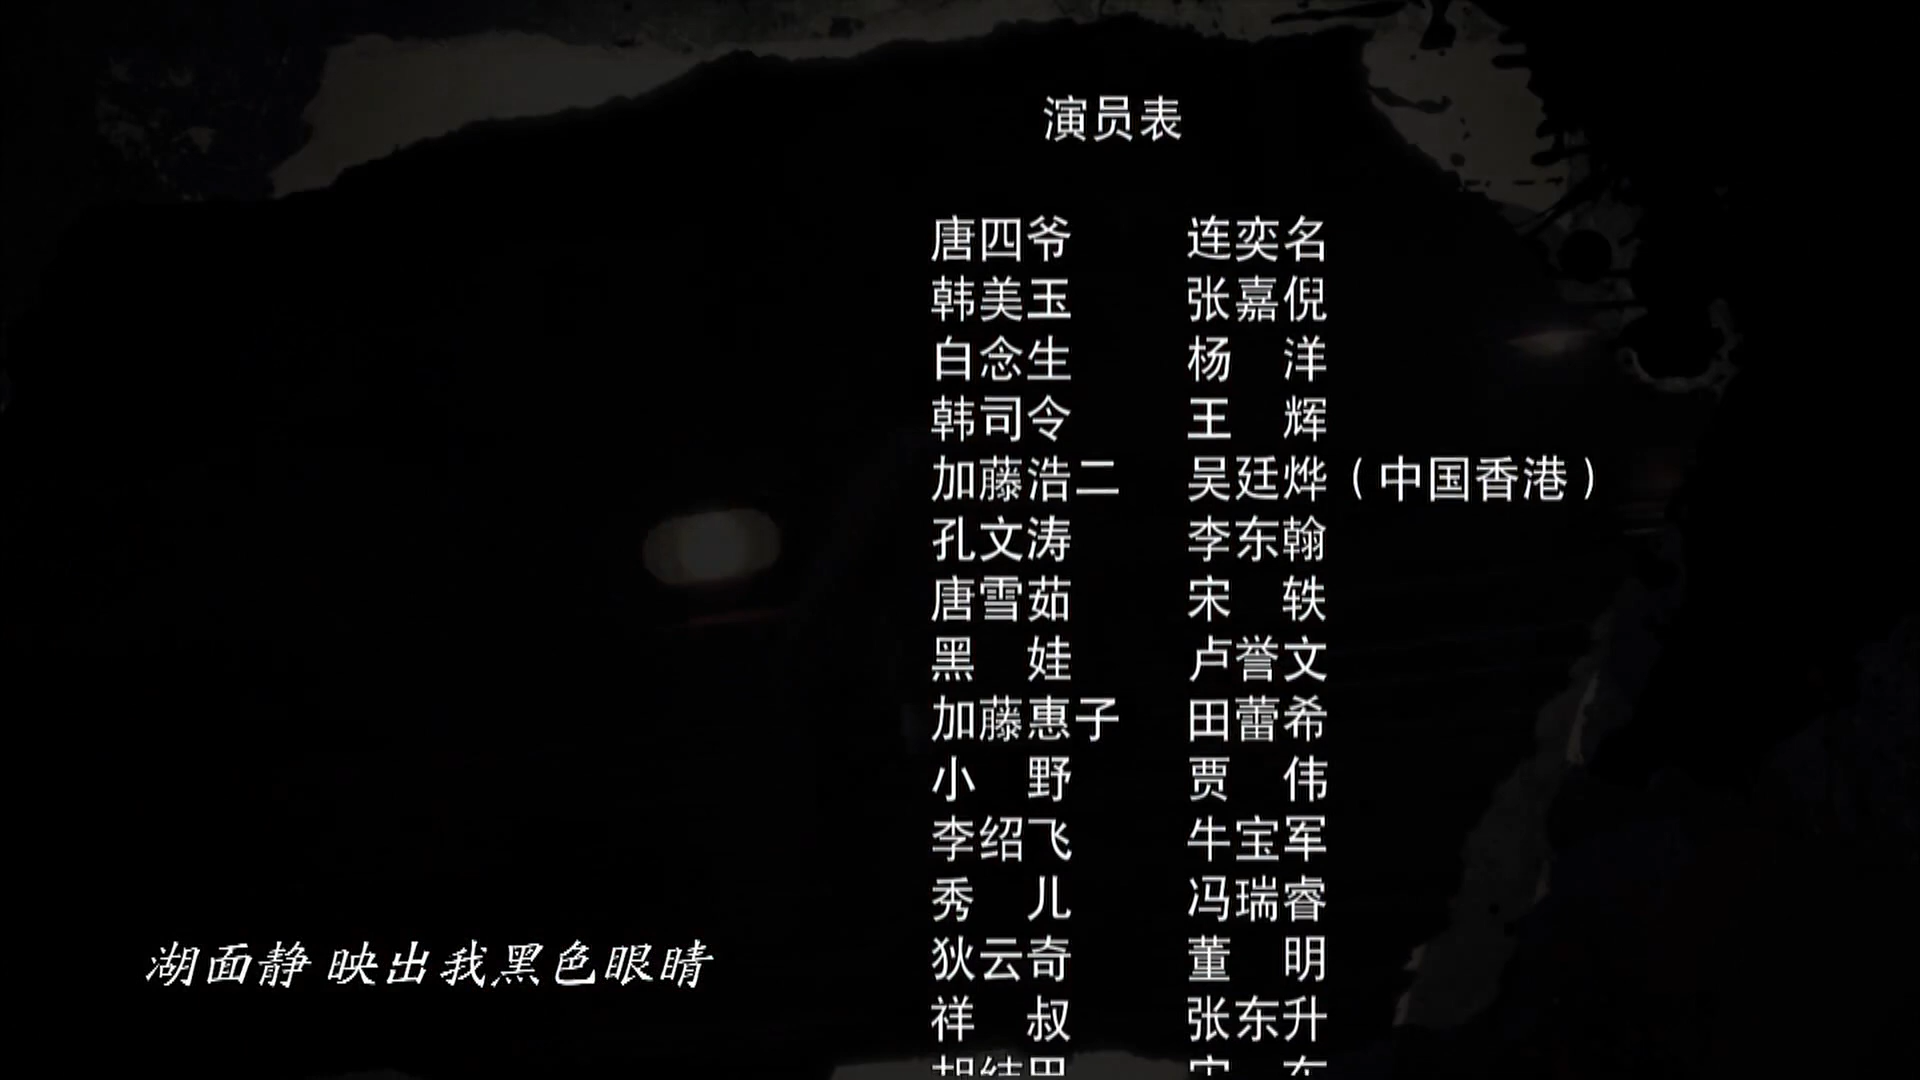 演员表
唐四爷 连奕名
韩美玉 张嘉倪
白念生 杨 洋
韩司令 王 辉
加藤浩二 吴廷烨（中国香港）
孔文涛 李东翰
唐雪茹 宋 轶
黑 娃 卢誉文
加藤惠子 田蕾希
小 野 贾 伟
李绍飞 牛宝军
秀 儿 冯瑞睿
狄云奇 董 明
祥 叔 张东升
湖面静 映出我黑色眼睛